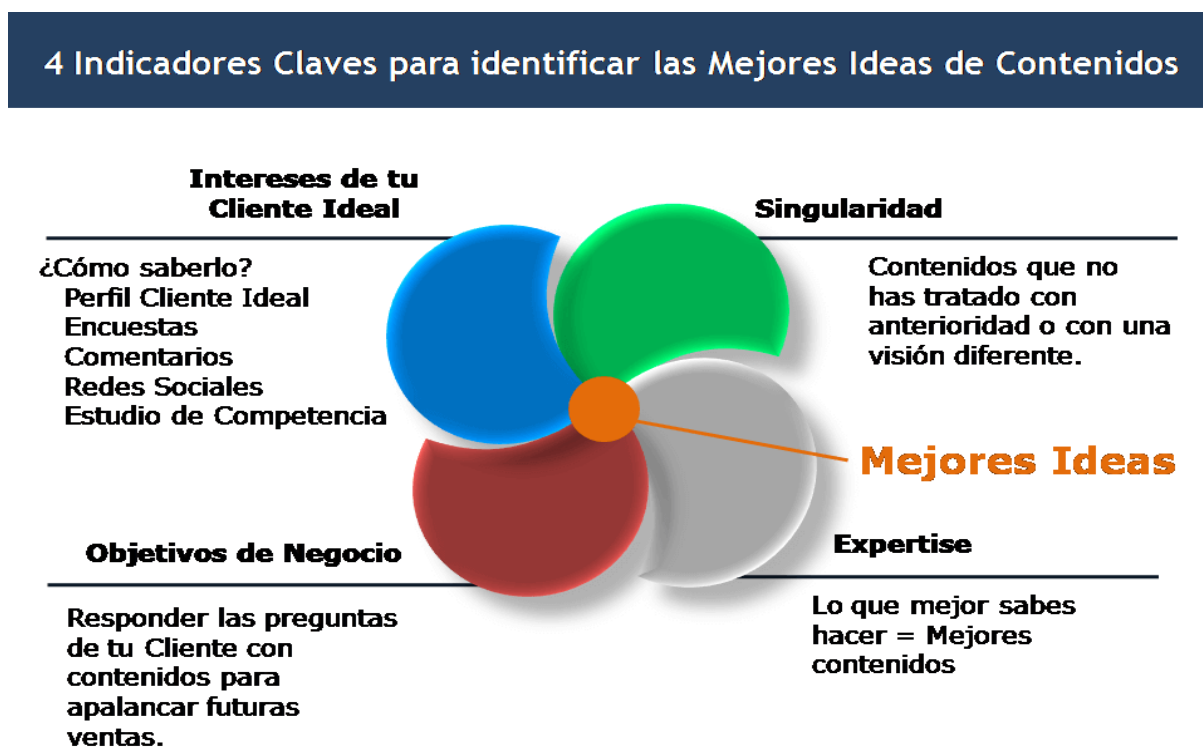 4 Indicadores Claves para identificar las Mejores Ideas de Contenidos
Intereses de tu
Cliente Ideal
¿Cómo saberlo?
Perfil Cliente Ideal
Encuestas
Comentarios
Redes Sociales
Estudio de Competencia
Singularidad
Contenidos que no
has tratado con
anterioridad o con una
visión diferente.
Mejores Ideas
Objetivos de Negocio
Responder las preguntas
de tu Cliente con
contenidos para
apalancar futuras
ventas.
Expertise
Lo que mejor sabes
hacer = Mejores
contenidos